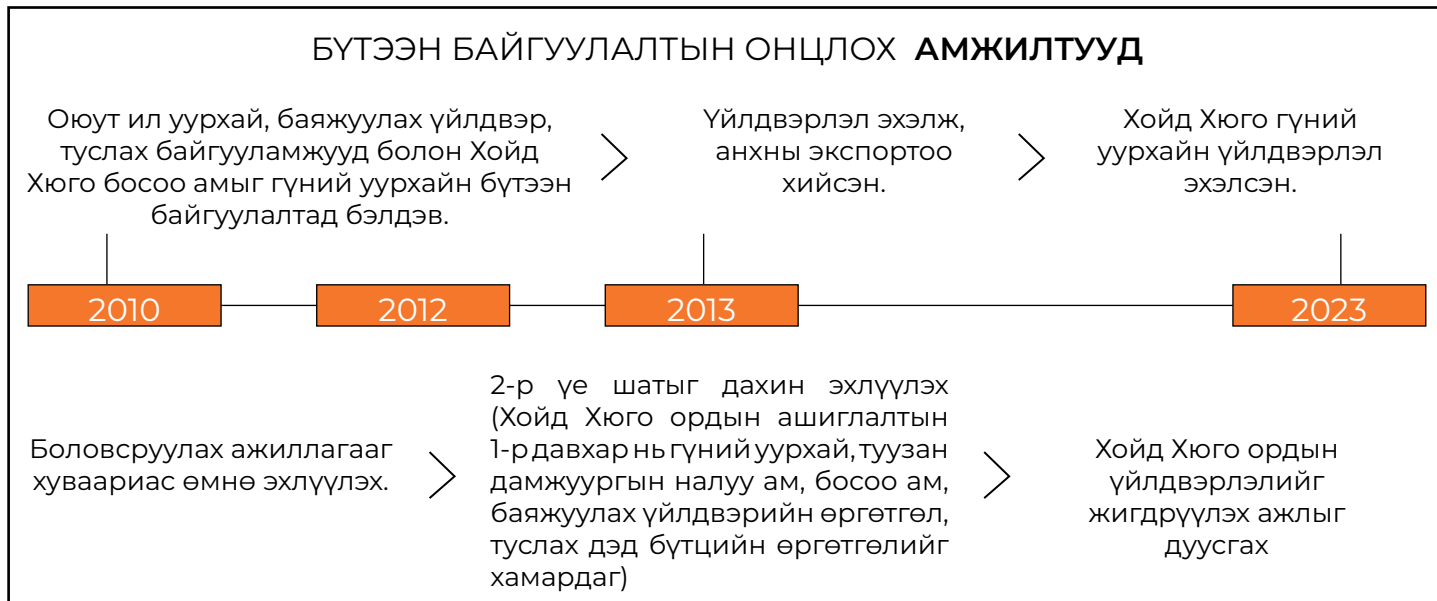 БҮТЭЭН БАЙГУУЛАЛТЫН ОНЦЛОХ АМЖИЛТУУД
Оюут ил уурхай, баяжуулах үйлдвэр,
туслах байгууламжууд болон Хойд
Хюго босоо амыг гүний уурхайн бүтээн
байгуулалтад бэлдэв.
Үйлдвэрлэл эхэлж,
анхны экспортоо
хийсэн.
Хойд Хюго гүний
уурхайн үйлдвэрлэл
эхэлсэн.
2010
2012
2013
2023
Боловсруулах ажиллагааг
хуваариас өмнө эхлүүлэх.
2-р үе шатыг дахин эхлүүлэх
(Хойд Хюго ордын ашиглалтын
1-р давхар нь гүний уурхай, туузан
дамжуургын налуу ам, босоо ам,
баяжуулах үйлдвэрийн өргөтгөл,
туслах дэд бүтцийн өргөтгөлийг
хамардаг)
Хойд Хюго ордын
үйлдвэрлэлийг
жигдрүүлэх ажлыг
дуусгах